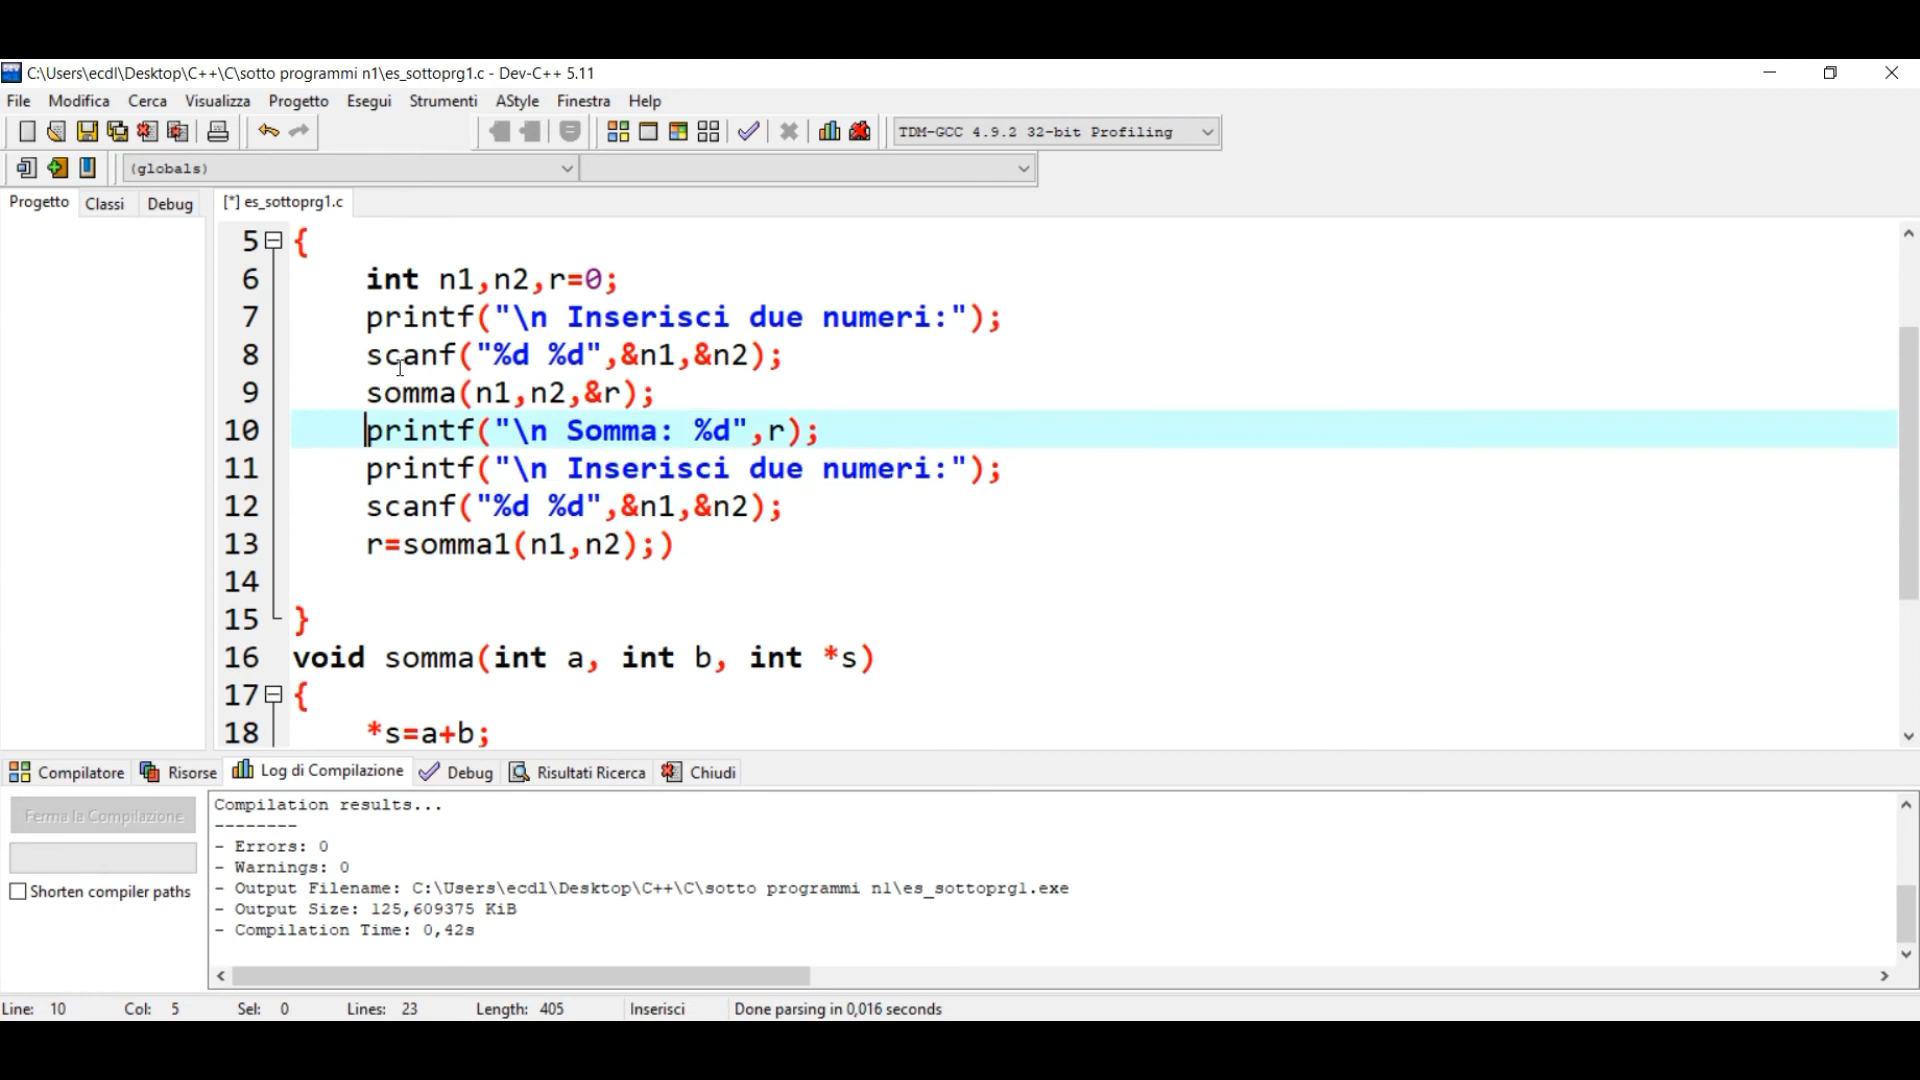 C:\Users\ecdl\Desktop\C++\C\sotto programmi n1\es_sottoprg1.c - Dev-C++ 5.11
File Modifica Cerca Visualizza Progetto Esegui Strumenti AStyle Finestra Help
TDM-GCC 4.9.2 32-bit Profiling
(globals)
Progetto Classi Debug [*] es_sottoprg1.c
5 {
6 int n1,n2,r=0;
7 printf("\n Inserisci due numeri:");
8 scanf("%d %d",&n1,&n2);
9 somma(n1,n2,&r);
10 printf("\n Somma: %d",r);
11 printf("\n Inserisci due numeri:");
12 scanf("%d %d",&n1,&n2);
13 r=somma1(n1,n2);)
14
15 }
16 void somma(int a, int b, int *s)
17 {
18 *s=a+b;
Compilatore Risorse Log di Compilazione Debug Risultati Ricerca Chiudi
Ferma la Compilazione
Shorten compiler paths
Compilation results...
--------
- Errors: 0
- Warnings: 0
- Output Filename: C:\Users\ecdl\Desktop\C++\C\sotto programmi n1\es_sottoprg1.exe
- Output Size: 125,609375 KiB
- Compilation Time: 0,42s
Line: 10 Col: 5 Sel: 0 Lines: 23 Length: 405 Inserisci Done parsing in 0,016 seconds